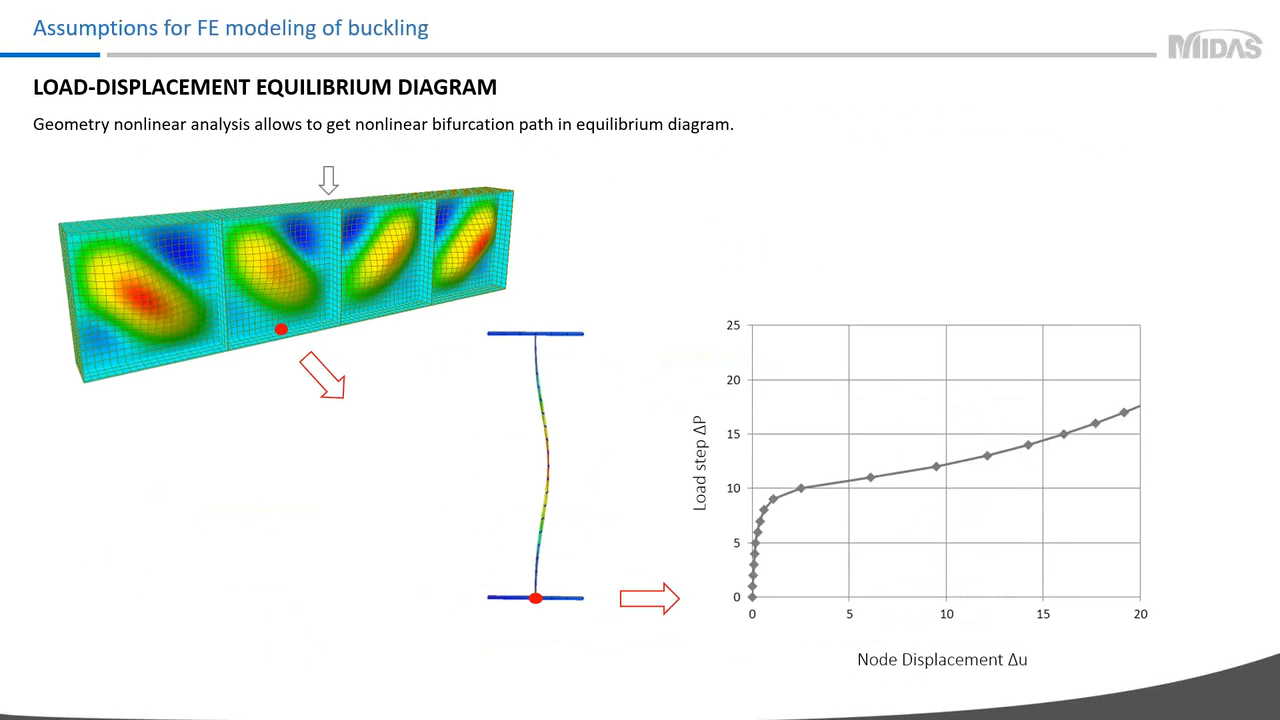 Assumptions for FE modeling of buckling
MIDAS
LOAD-DISPLACEMENT EQUILIBRIUM DIAGRAM
Geometry nonlinear analysis allows to get nonlinear bifurcation path in equilibrium diagram.
25
20
15
10
5
0
Load step ΔP
0 5 10 15 20
Node Displacement Δu